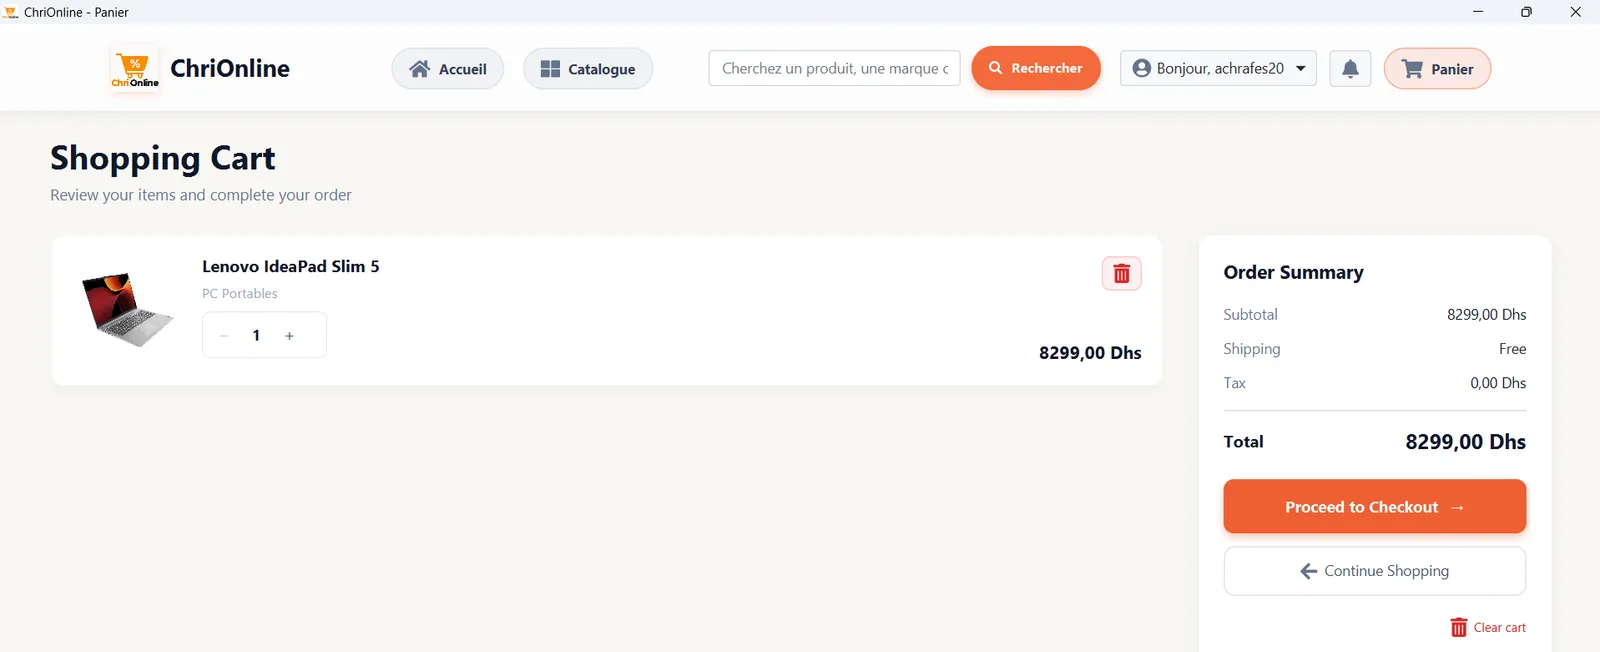 ChriOnline - Panier
ChriOnline
ChriOnline
Accueil
Catalogue
Cherchez un produit, une marque c
Rechercher
Bonjour, achrafes20
Panier
Shopping Cart
Review your items and complete your order
Lenovo IdeaPad Slim 5
PC Portables
− 1 +
8299,00 Dhs
Order Summary
Subtotal 8299,00 Dhs
Shipping Free
Tax 0,00 Dhs
Total 8299,00 Dhs
Proceed to Checkout →
Continue Shopping
Clear cart